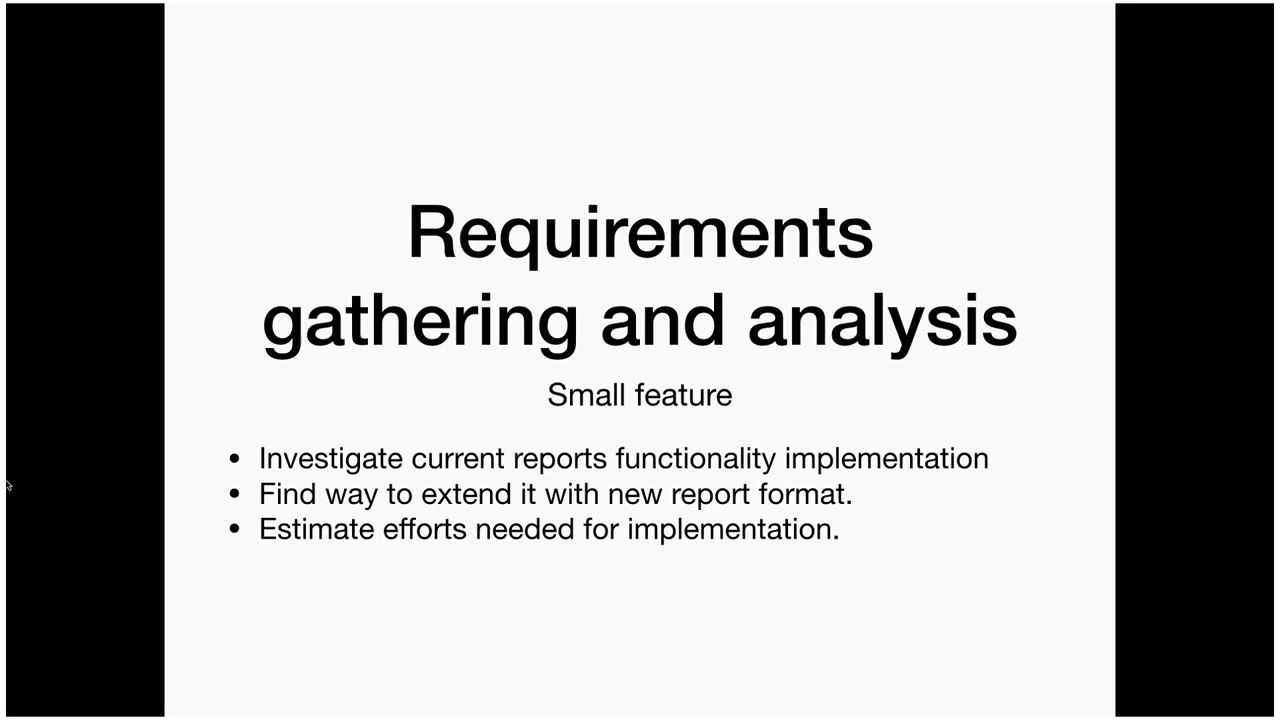 Requirements
gathering and analysis
Small feature
• Investigate current reports functionality implementation
• Find way to extend it with new report format.
• Estimate efforts needed for implementation.